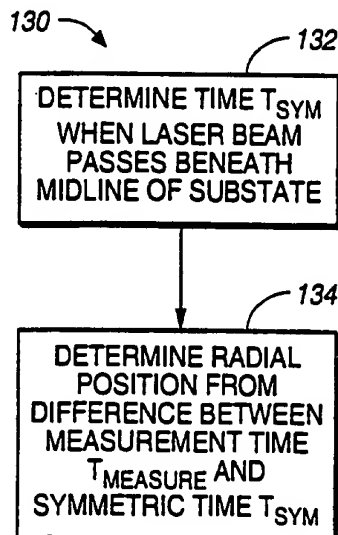 130
132
DETERMINE TIME TSYM
WHEN LASER BEAM
PASSES BENEATH
MIDLINE OF SUBSTATE
134
DETERMINE RADIAL
POSITION FROM
DIFFERENCE BETWEEN
MEASUREMENT TIME
TMEASURE AND
SYMMETRIC TIME TSYM